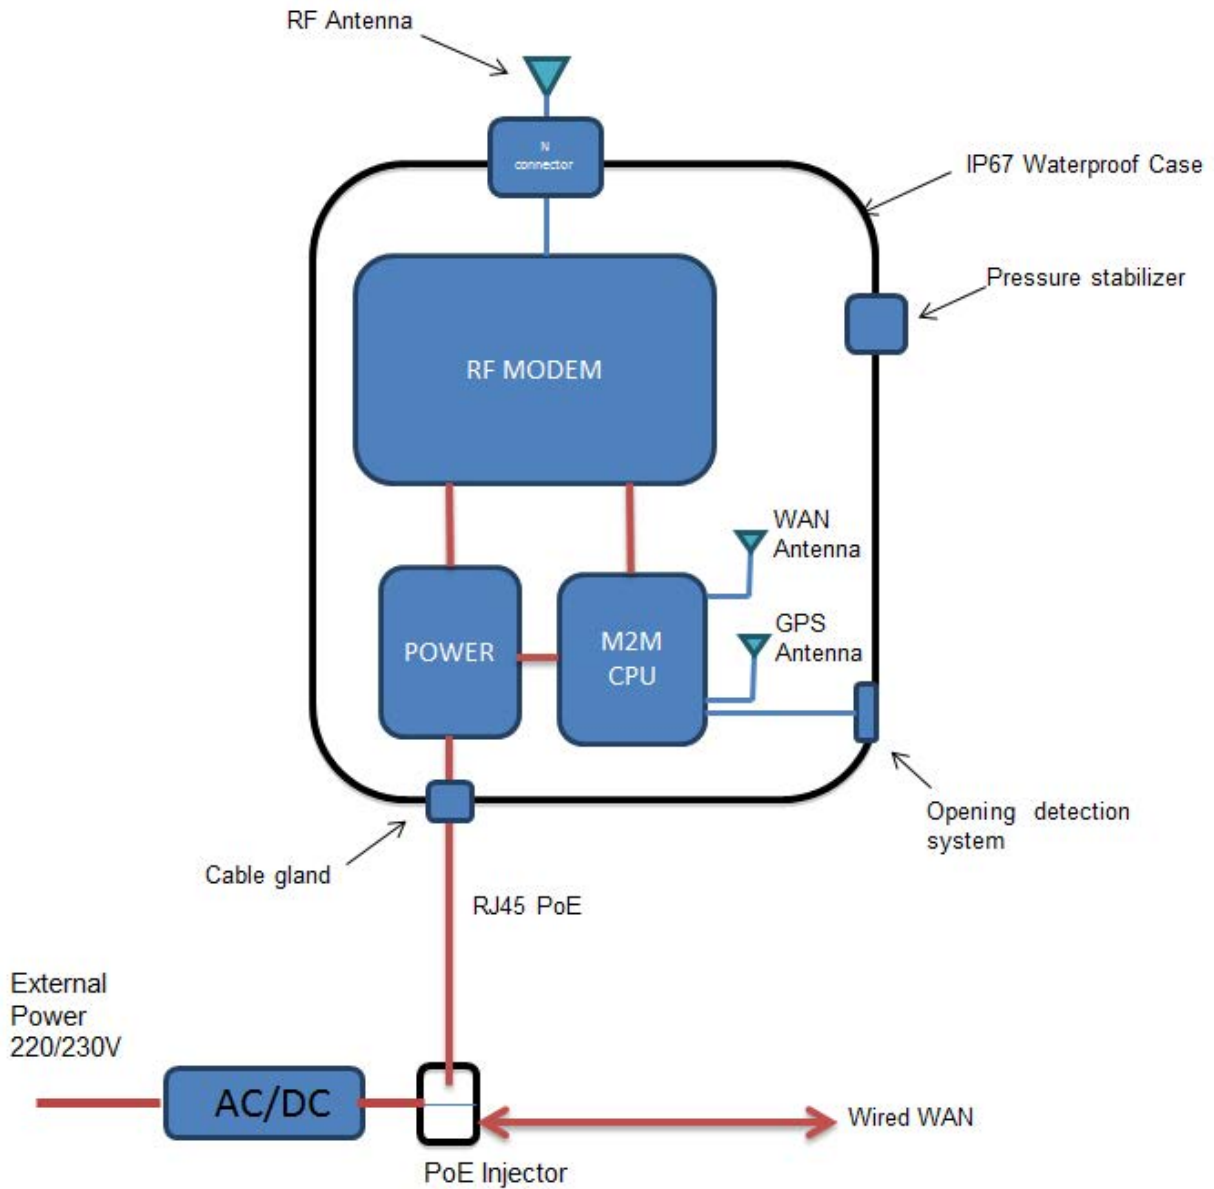 RF Antenna
N
connector
IP67 Waterproof Case
Pressure stabilizer
RF MODEM
WAN
Antenna
GPS
Antenna
POWER
M2M
CPU
Opening detection
system
Cable gland
RJ45 PoE
External
Power
220/230V
AC/DC
Wired WAN
PoE Injector